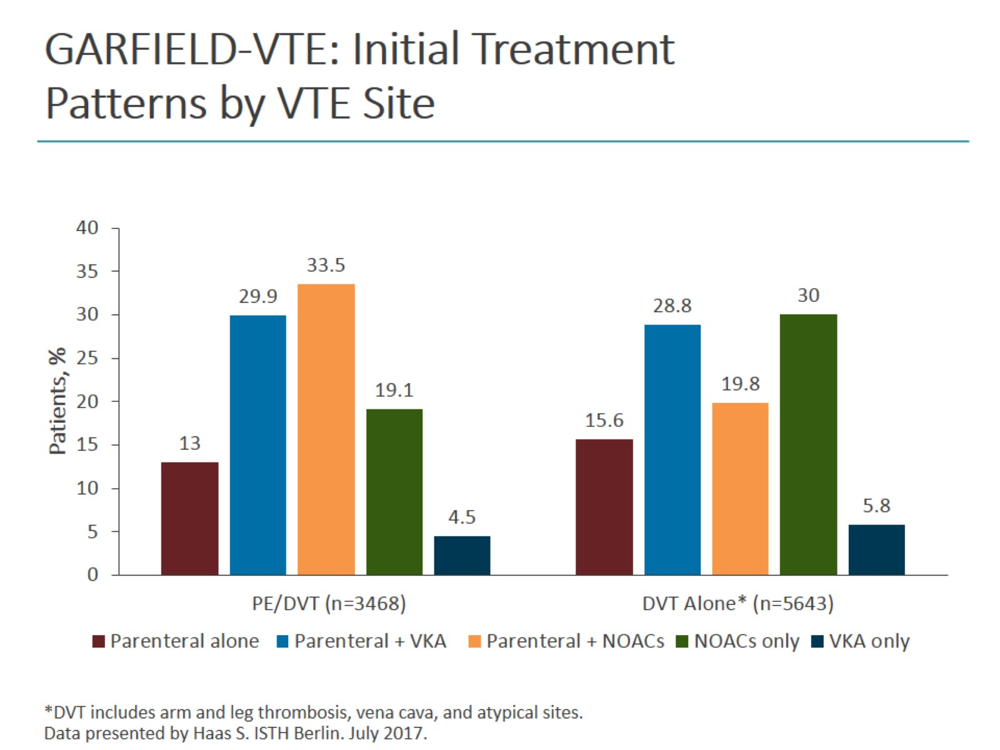 GARFIELD-VTE: Initial Treatment
Patterns by VTE Site
Patients, %
40
35
30
25
20
15
10
5
0
13
29.9
33.5
19.1
4.5
15.6
28.8
19.8
30
5.8
PE/DVT (n=3468)
DVT Alone* (n=5643)
Parenteral alone
Parenteral + VKA
Parenteral + NOACs
NOACs only
VKA only
*DVT includes arm and leg thrombosis, vena cava, and atypical sites.
Data presented by Haas S. ISTH Berlin. July 2017.